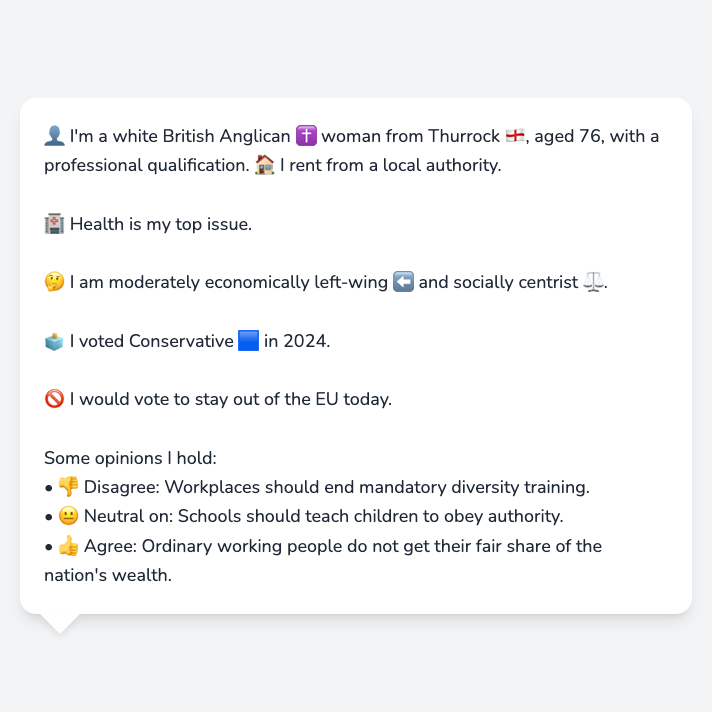 👤 I'm a white British Anglican ✝️ woman from Thurrock 🏴󠁧󠁢󠁥󠁮󠁧󠁿, aged 76, with a
professional qualification. 🏠 I rent from a local authority.
🏥 Health is my top issue.
🤔 I am moderately economically left-wing ⬅️ and socially centrist ⚖️.
🗳️ I voted Conservative 🟦 in 2024.
🚫 I would vote to stay out of the EU today.
Some opinions I hold:
• 👎 Disagree: Workplaces should end mandatory diversity training.
• 😐 Neutral on: Schools should teach children to obey authority.
• 👍 Agree: Ordinary working people do not get their fair share of the
nation's wealth.